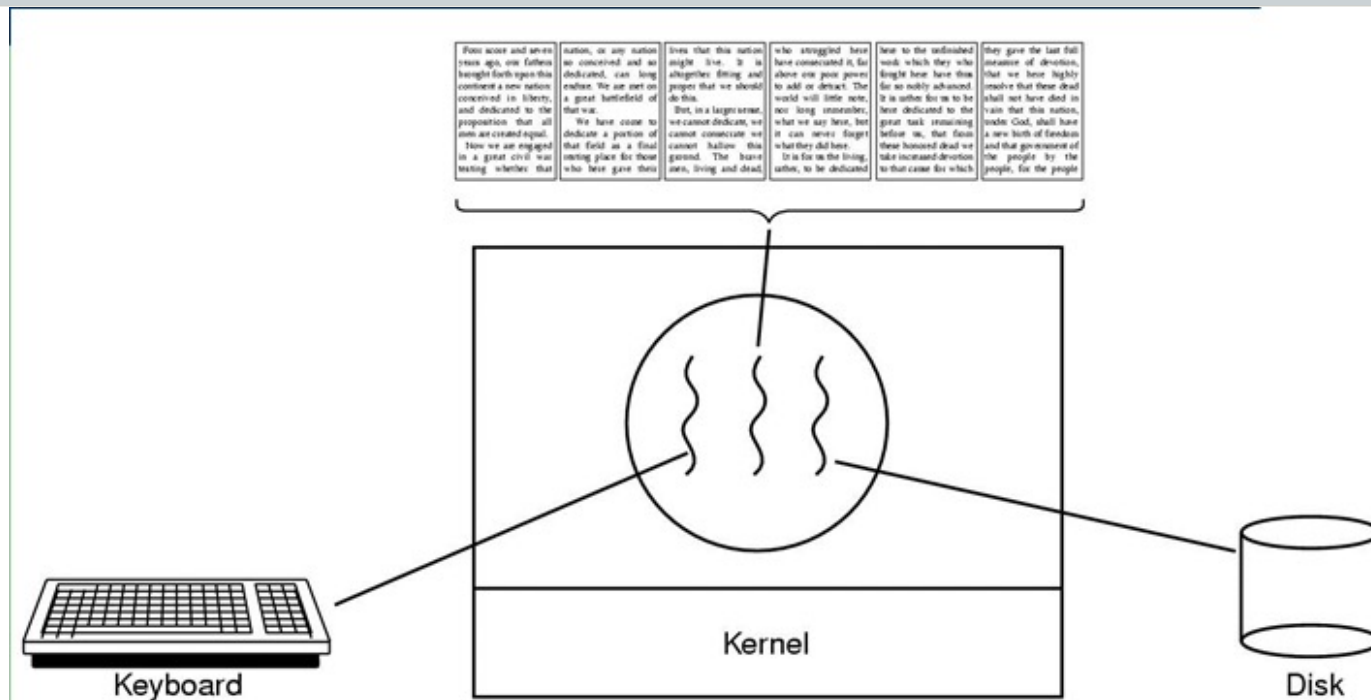 Four score and seven
years ago, our fathers
brought forth upon this
continent a new nation:
conceived in liberty,
and dedicated to the
proposition that all
men are created equal.
Now we are engaged
in a great civil war
testing whether that
nation, or any nation
so conceived and so
dedicated, can long
endure. We are met on
a great battlefield of
that war.
We have come to
dedicate a portion of
that field as a final
resting place for those
who here gave their
lives that this nation
might live. It is
altogether fitting and
proper that we should
do this.
But, in a larger sense,
we cannot dedicate, we
cannot consecrate we
cannot hallow this
ground. The brave
men, living and dead,
who struggled here
have consecrated it, far
above our poor power
to add or detract. The
world will little note,
nor long remember,
what we say here, but
it can never forget
what they did here.
It is for us the living,
rather, to be dedicated
here to the unfinished
work which they who
fought here have thus
far so nobly advanced.
It is rather for us to be
here dedicated to the
great task remaining
before us, that from
these honored dead we
take increased devotion
to that cause for which
they gave the last full
measure of devotion,
that we here highly
resolve that these dead
shall not have died in
vain that this nation,
under God, shall have
a new birth of freedom
and that government of
the people by the
people, for the people
Kernel
Keyboard
Disk